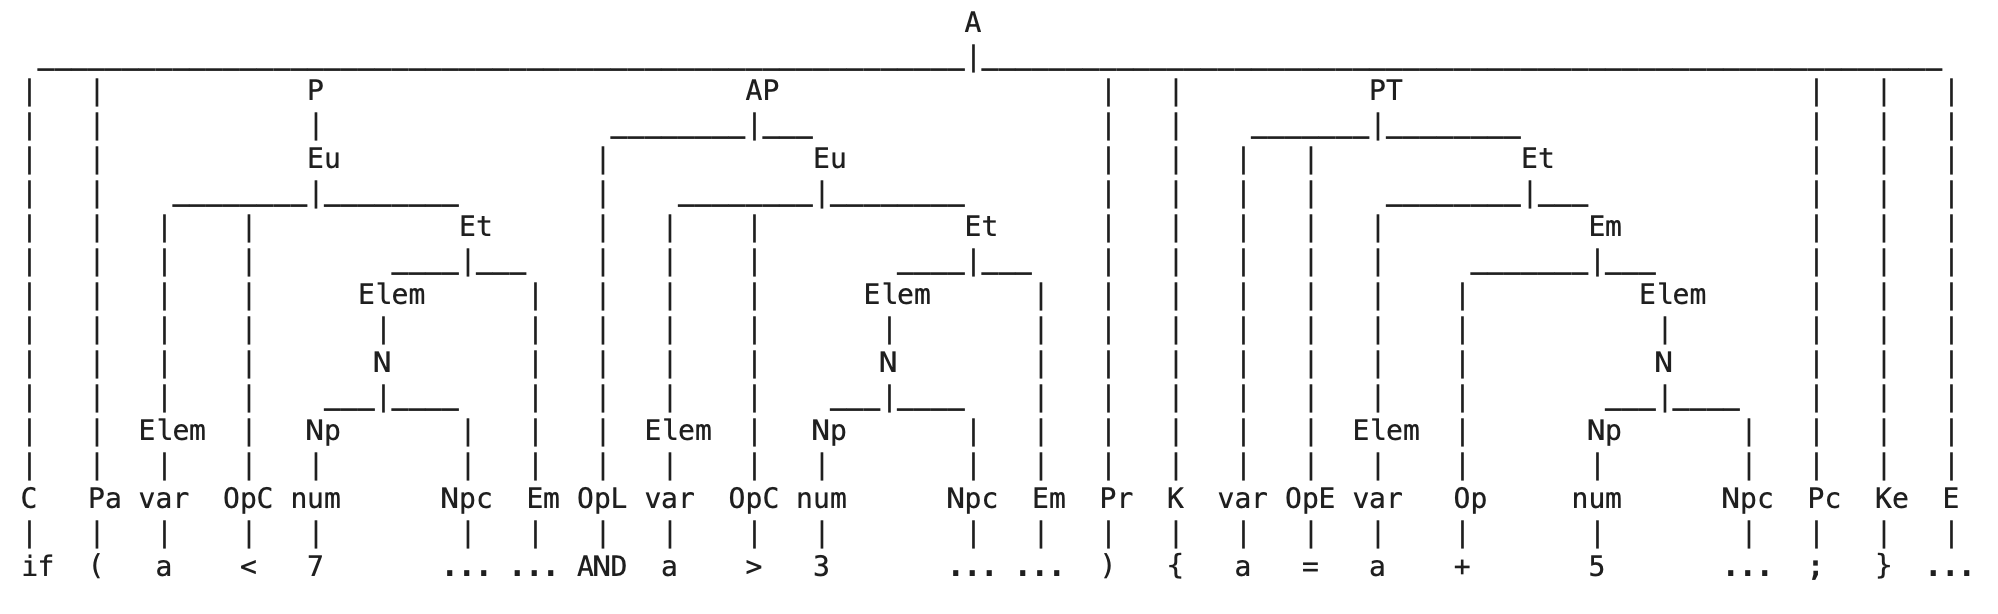 A
P AP PT
Eu Eu Et
Et Et Em
Elem Elem Elem
N N N
Elem Np Elem Np Elem Np
C Pa var OpC num Npc Em OpL var OpC num Npc Em Pr K var OpE var Op num Npc Pc Ke E
if ( a < 7 ... ... AND a > 3 ... ... ) { a = a + 5 ... ; } ...